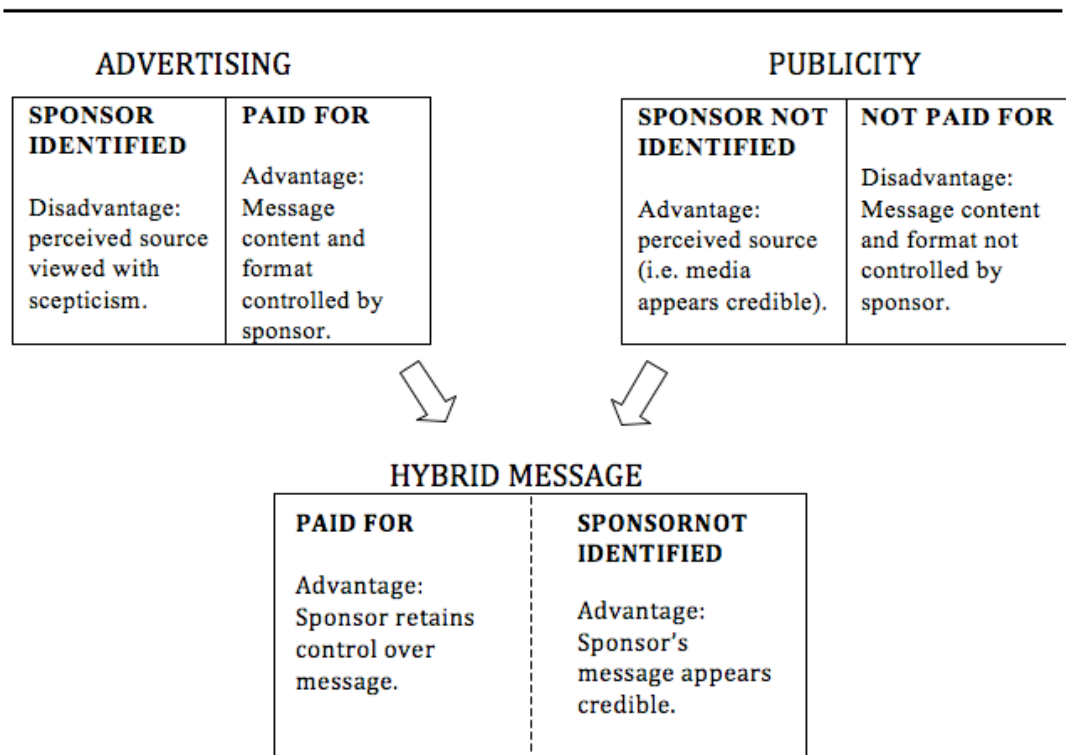 ADVERTISING
SPONSOR
IDENTIFIED
Disadvantage:
perceived source
viewed with
scepticism.
PAID FOR
Advantage:
Message
content and
format
controlled by
sponsor.
PUBLICITY
SPONSOR NOT
IDENTIFIED
Advantage:
perceived source
(i.e. media
appears credible).
NOT PAID FOR
Disadvantage:
Message content
and format not
controlled by
sponsor.
HYBRID MESSAGE
PAID FOR
Advantage:
Sponsor retains
control over
message.
SPONSORNOT
IDENTIFIED
Advantage:
Sponsor’s
message appears
credible.